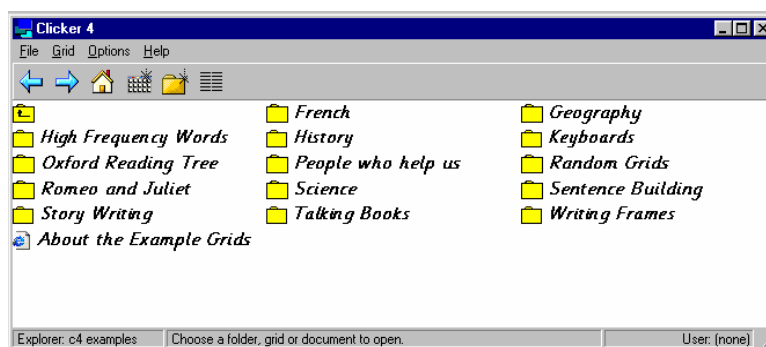 Clicker 4
File Grid Options Help
French Geography
High Frequency Words History Keyboards
Oxford Reading Tree People who help us Random Grids
Romeo and Juliet Science Sentence Building
Story Writing Talking Books Writing Frames
About the Example Grids
Explorer: c4 examples Choose a folder, grid or document to open. User: (none)